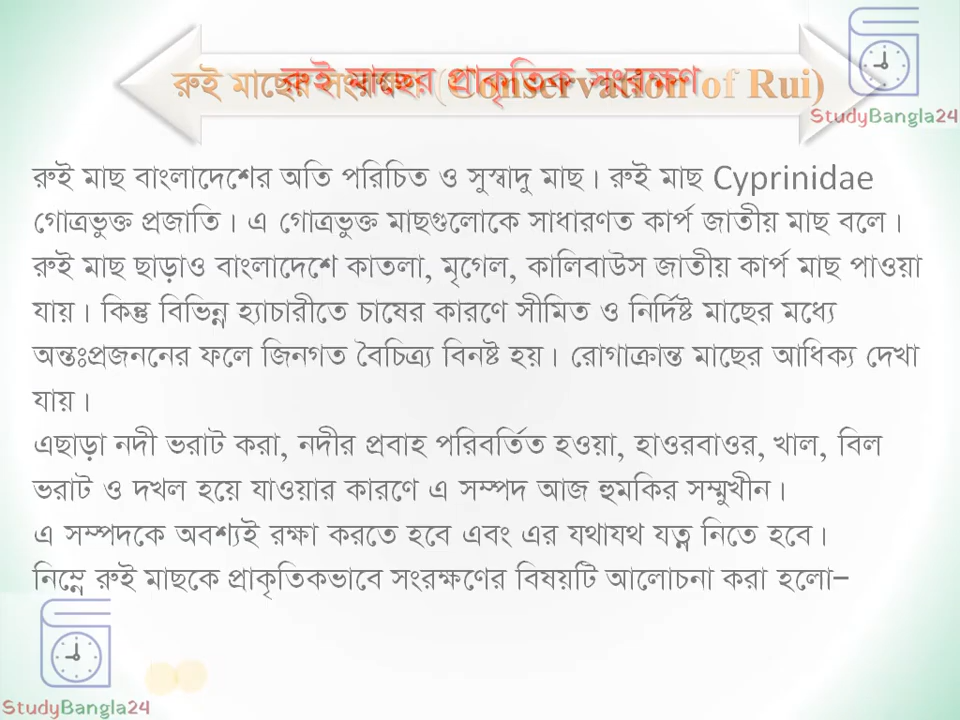 StudyBangla24
রুই মাছের প্রাকৃতিক সংরক্ষণ
রুই মাছের সংরক্ষণ (Conservation of Rui)
রুই মাছ বাংলাদেশের অতি পরিচিত ও সুস্বাদু মাছ। রুই মাছ Cyprinidae
গোত্রভুক্ত প্রজাতি। এ গোত্রভুক্ত মাছগুলোকে সাধারণত কার্প জাতীয় মাছ বলে।
রুই মাছ ছাড়াও বাংলাদেশে কাতলা, মৃগেল, কালিবাউস জাতীয় কার্প মাছ পাওয়া
যায়। কিন্তু বিভিন্ন হ্যাচারীতে চাষের কারণে সীমিত ও নির্দিষ্ট মাছের মধ্যে
অন্তঃপ্রজননের ফলে জিনগত বৈচিত্র্য বিনষ্ট হয়। রোগাক্রান্ত মাছের আধিক্য দেখা
যায়।
এছাড়া নদী ভরাট করা, নদীর প্রবাহ পরিবর্তিত হওয়া, হাওরবাওর, খাল, বিল
ভরাট ও দখল হয়ে যাওয়ার কারণে এ সম্পদ আজ হুমকির সম্মুখীন।
এ সম্পদকে অবশ্যই রক্ষা করতে হবে এবং এর যথাযথ যত্ন নিতে হবে।
নিম্নে রুই মাছকে প্রাকৃতিকভাবে সংরক্ষণের বিষয়টি আলোচনা করা হলো–
StudyBangla24